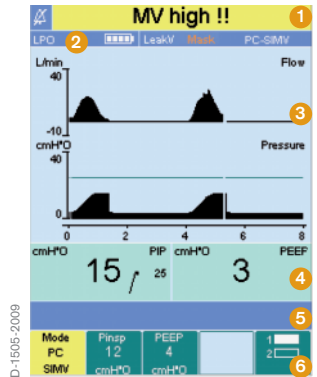 MV high !! 1
LPO 2 LeakV Mask PC-SIMV
L/min Flow
40
3
-10
cmH²O Pressure
40
0
0 2 4 6 8
cmH²O PIP cmH²O PEEP
15 / 25 3 4
5
Mode Pinsp PEEP 1
PC 12 4 2
SIMV cmH²O cmH²O 6
D-1505-2009